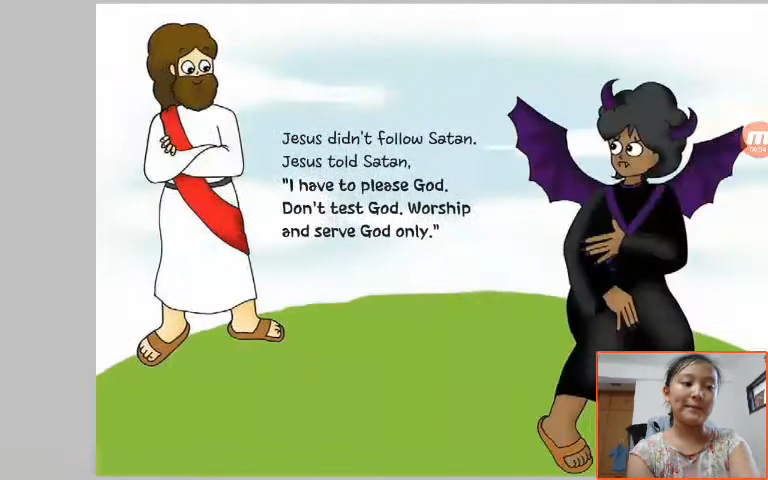 Jesus didn't follow Satan.
Jesus told Satan,
"I have to please God.
Don't test God. Worship
and serve God only."